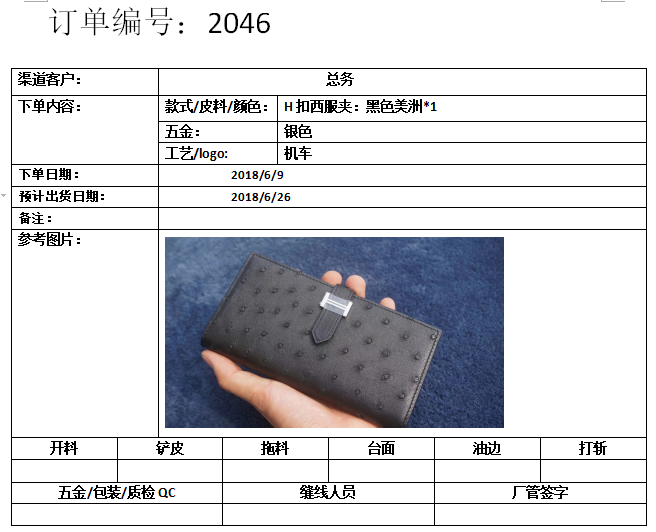 订单编号：2046
渠道客户： 总务
下单内容： 款式/皮料/颜色： H 扣西服夹：黑色美洲*1
五金： 银色
工艺/logo: 机车
下单日期： 2018/6/9
预计出货日期： 2018/6/26
备注：
参考图片：
开料 铲皮 拖料 台面 油边 打斩
五金/包装/质检 QC 缝线人员 厂管签字